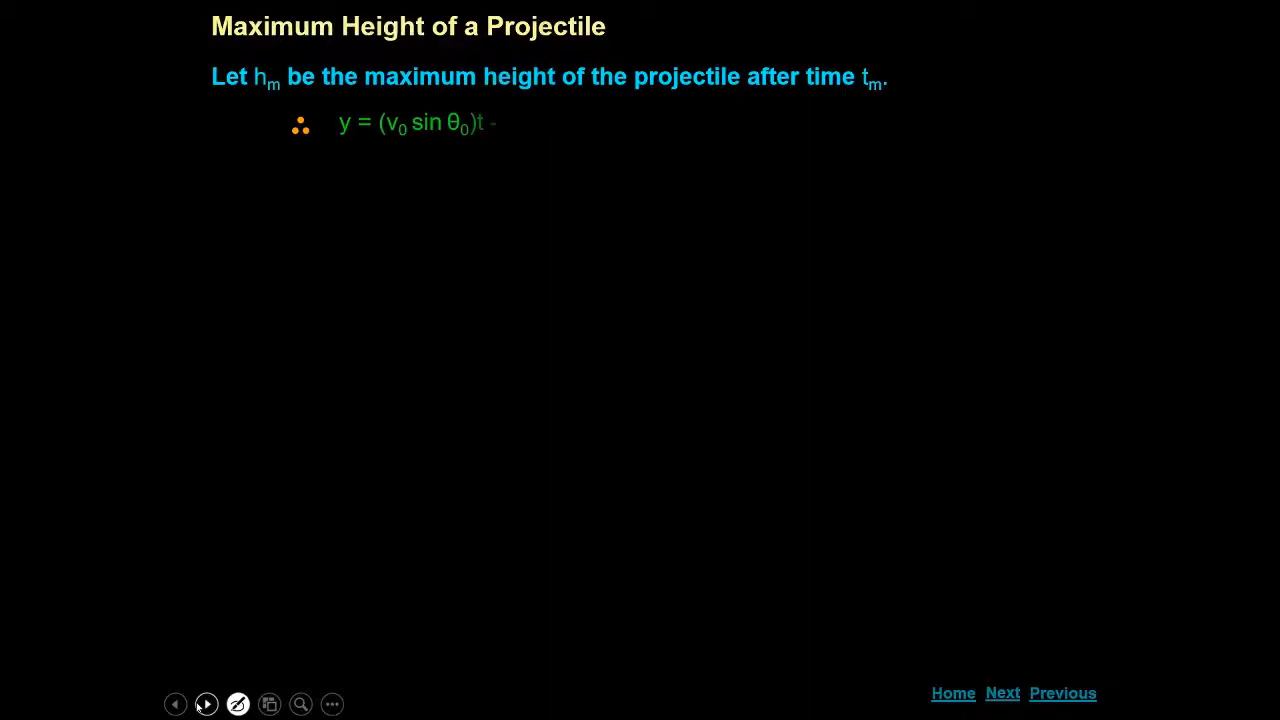 Maximum Height of a Projectile
Let hₘ be the maximum height of the projectile after time tₘ.
∴ y = (v₀ sin θ₀)t -
Home Next Previous